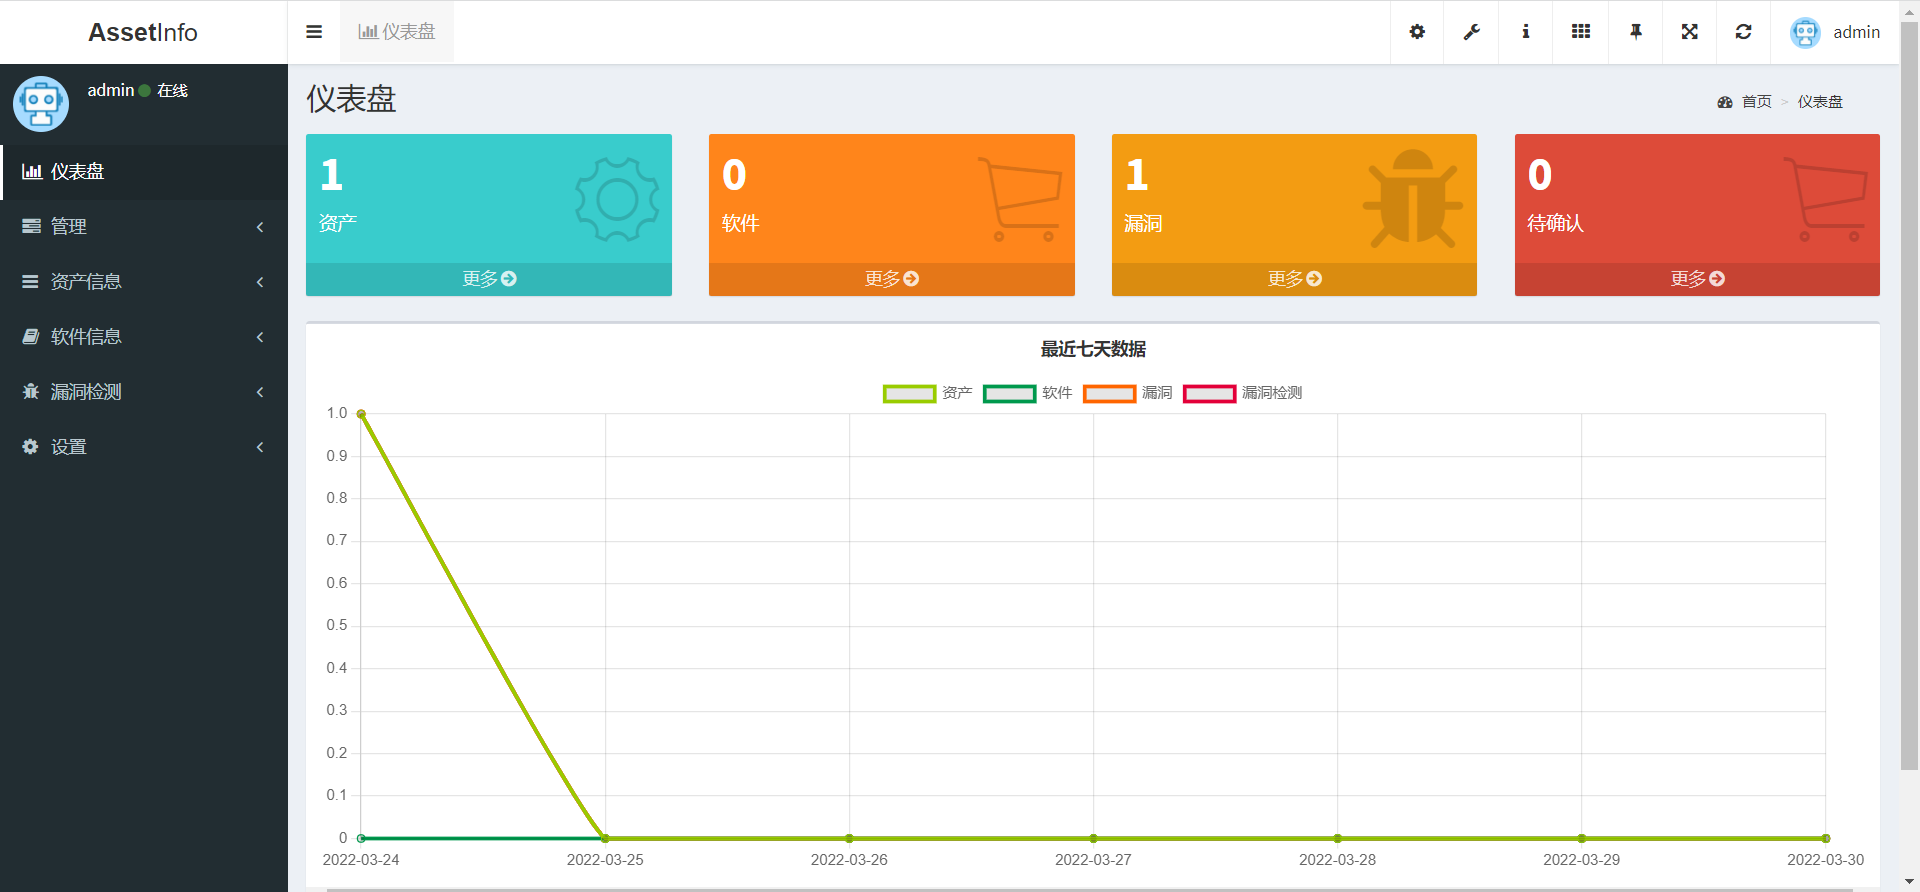 AssetInfo
仪表盘
admin
admin 在线
仪表盘
管理
资产信息
软件信息
漏洞检测
设置
仪表盘
首页 > 仪表盘
1
资产
更多
0
软件
更多
1
漏洞
更多
0
待确认
更多
最近七天数据
资产 软件 漏洞 漏洞检测
1.0
0.9
0.8
0.7
0.6
0.5
0.4
0.3
0.2
0.1
0
2022-03-24 2022-03-25 2022-03-26 2022-03-27 2022-03-28 2022-03-29 2022-03-30